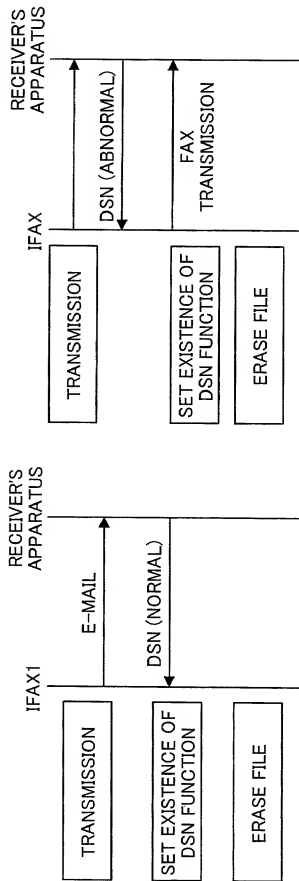 IFAX1
RECEIVER'S
APPARATUS
TRANSMISSION
E-MAIL
SET EXISTENCE OF
DSN FUNCTION
DSN (NORMAL)
ERASE FILE
IFAX
RECEIVER'S
APPARATUS
TRANSMISSION
DSN (ABNORMAL)
SET EXISTENCE OF
DSN FUNCTION
FAX
TRANSMISSION
ERASE FILE